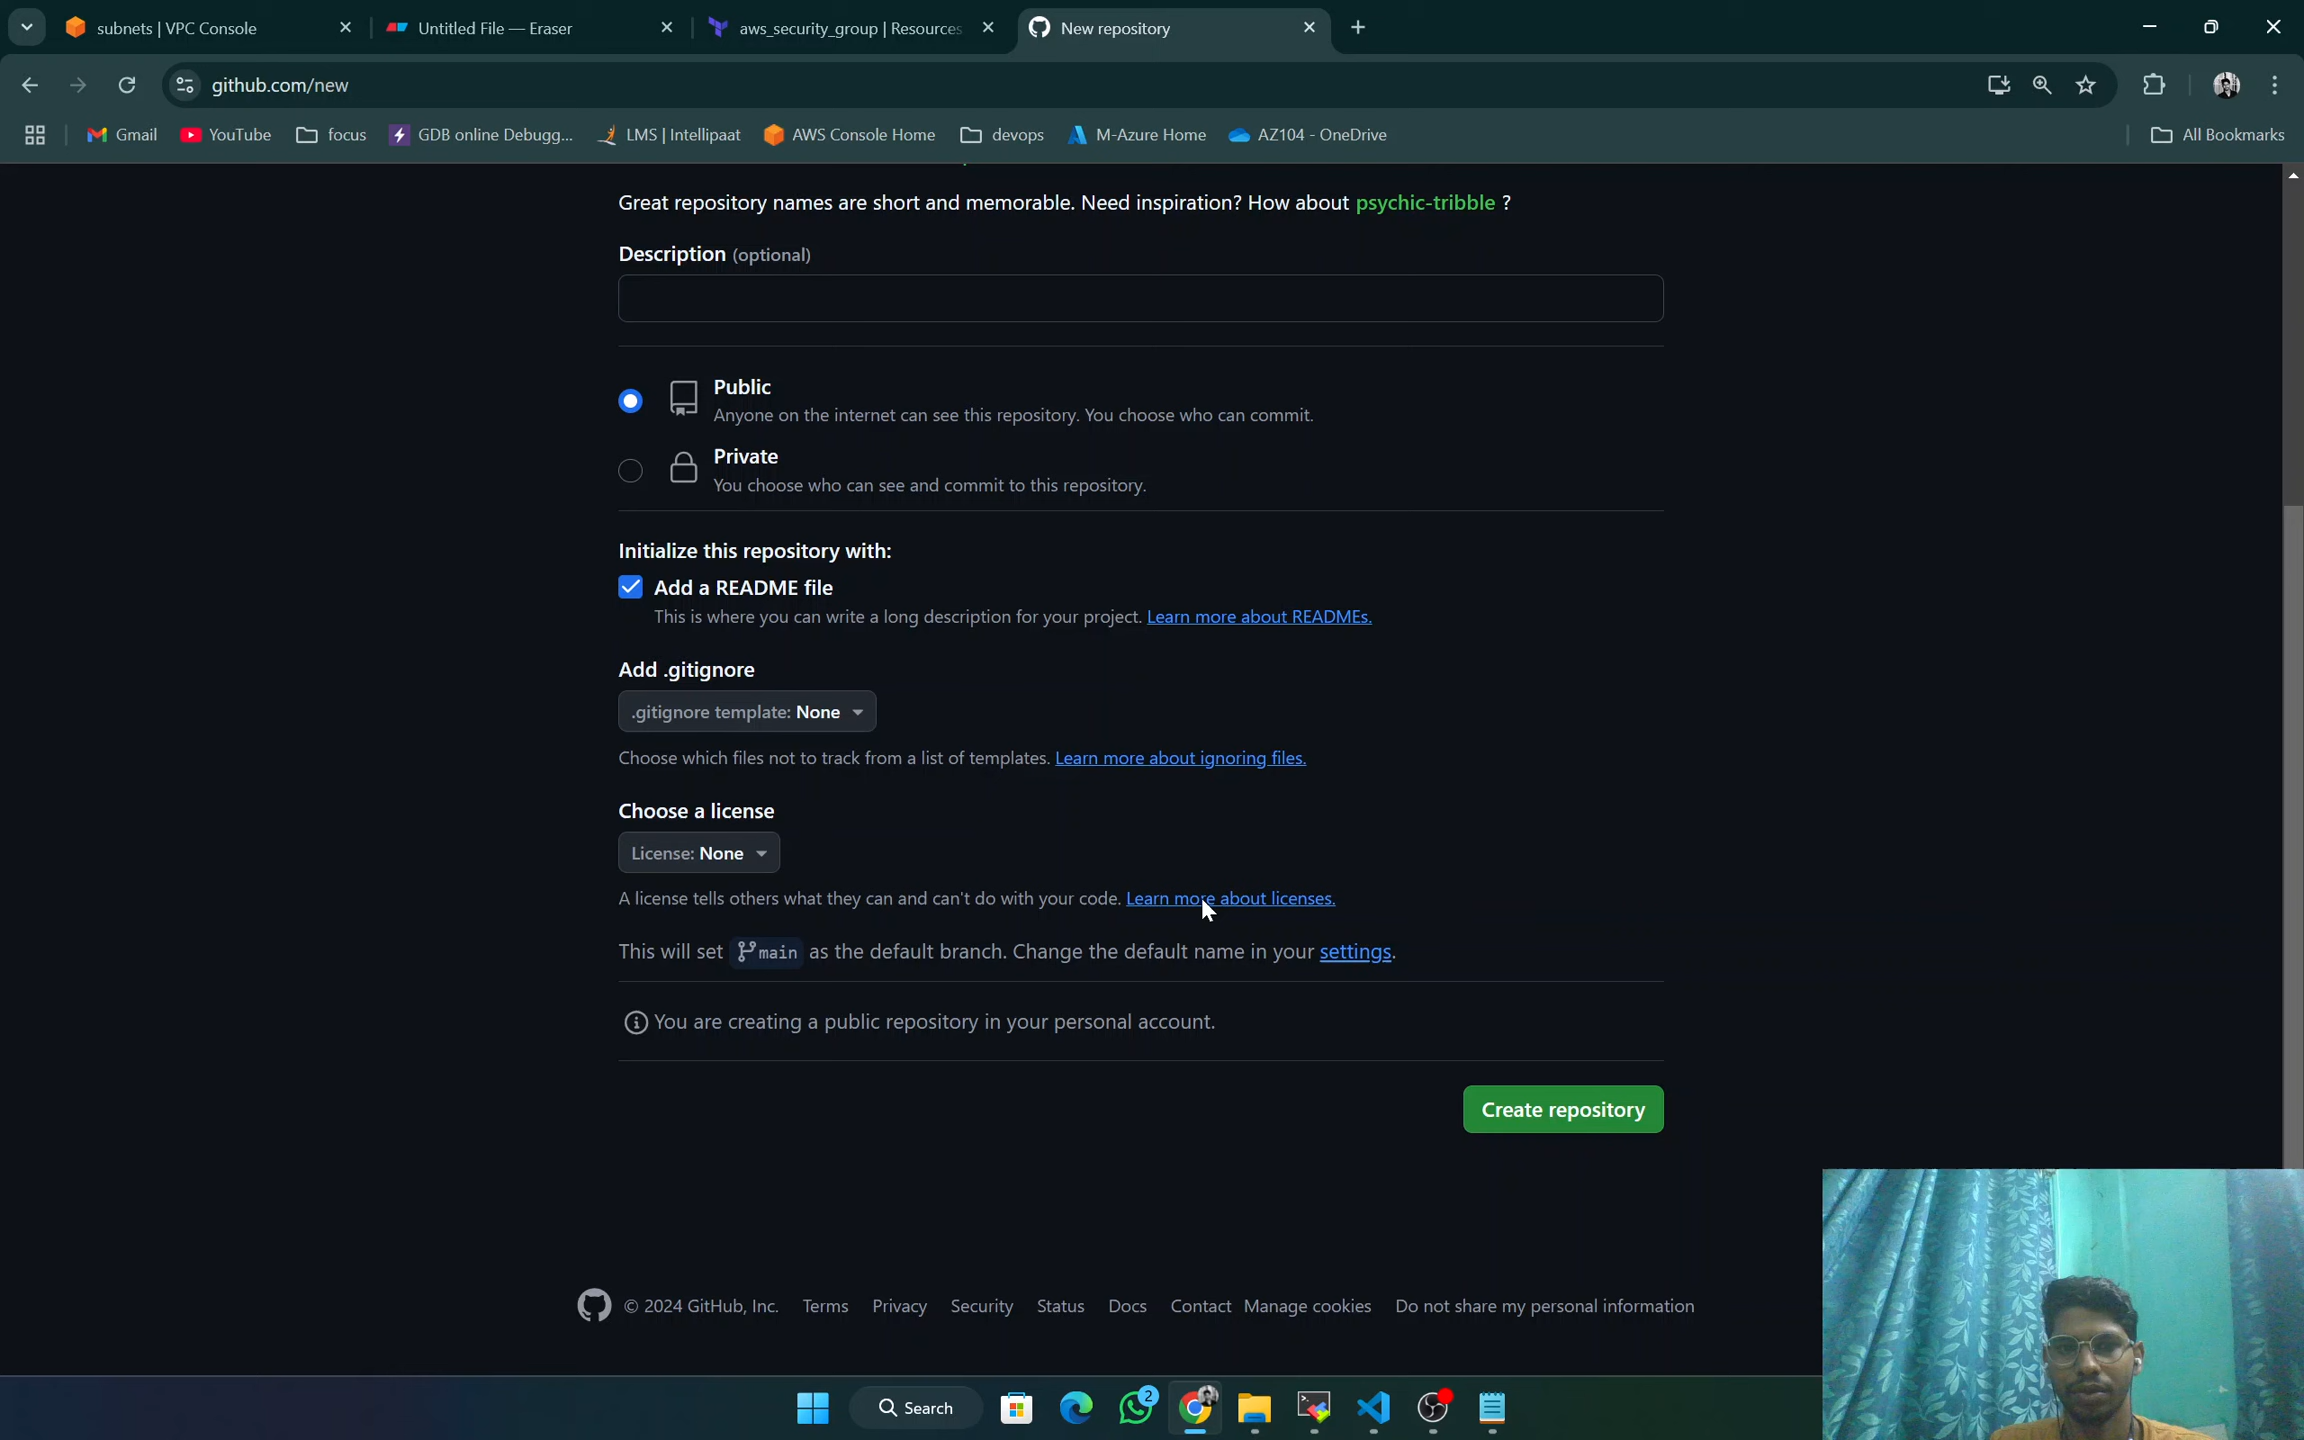 subnets | VPC Console
Untitled File — Eraser
aws_security_group | Resources
New repository
github.com/new
Gmail
YouTube
focus
GDB online Debugg...
LMS | Intellipaat
AWS Console Home
devops
M-Azure Home
AZ104 - OneDrive
All Bookmarks
Great repository names are short and memorable. Need inspiration? How about psychic-tribble ?
Description (optional)
Public
Anyone on the internet can see this repository. You choose who can commit.
Private
You choose who can see and commit to this repository.
Initialize this repository with:
Add a README file
This is where you can write a long description for your project. Learn more about READMEs.
Add .gitignore
.gitignore template: None
Choose which files not to track from a list of templates. Learn more about ignoring files.
Choose a license
License: None
A license tells others what they can and can't do with your code. Learn more about licenses.
This will set main as the default branch. Change the default name in your settings.
You are creating a public repository in your personal account.
Create repository
© 2024 GitHub, Inc. Terms Privacy Security Status Docs Contact Manage cookies Do not share my personal information
Search
2